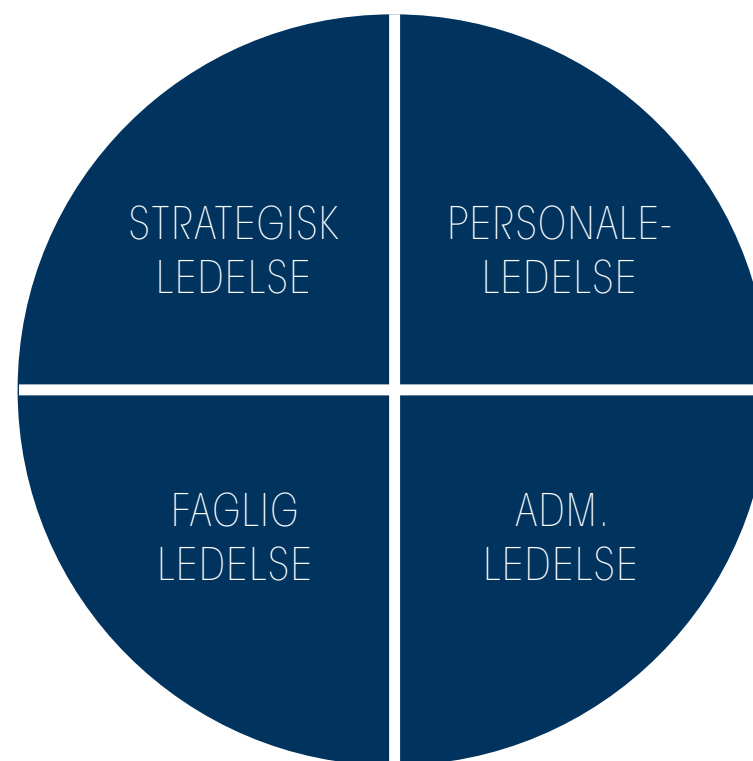 STRATEGISK
LEDELSE
PERSONALE-
LEDELSE
FAGLIG
LEDELSE
ADM.
LEDELSE